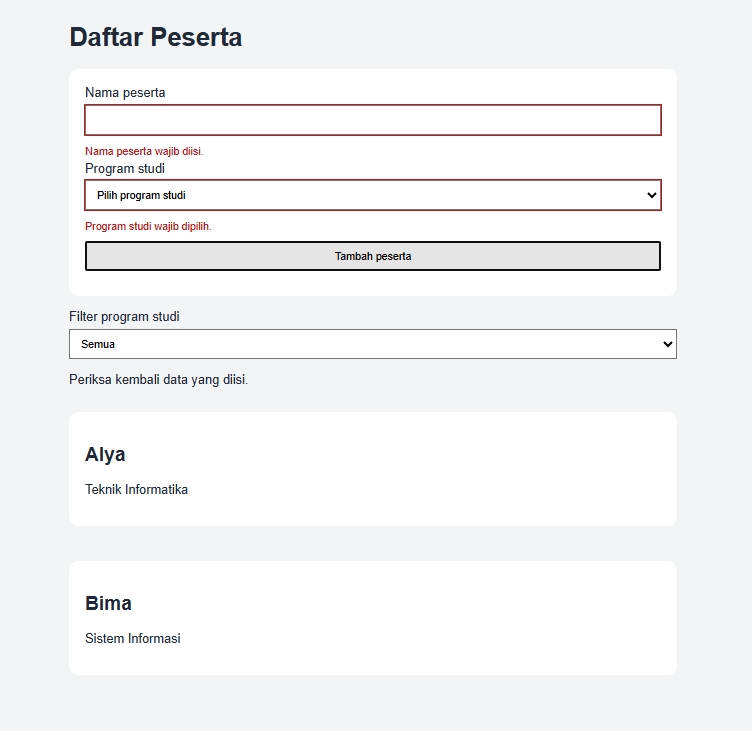 Daftar Peserta
Nama peserta
Nama peserta wajib diisi.
Program studi
Pilih program studi
Program studi wajib dipilih.
Tambah peserta
Filter program studi
Semua
Periksa kembali data yang diisi.
Alya
Teknik Informatika
Bima
Sistem Informasi